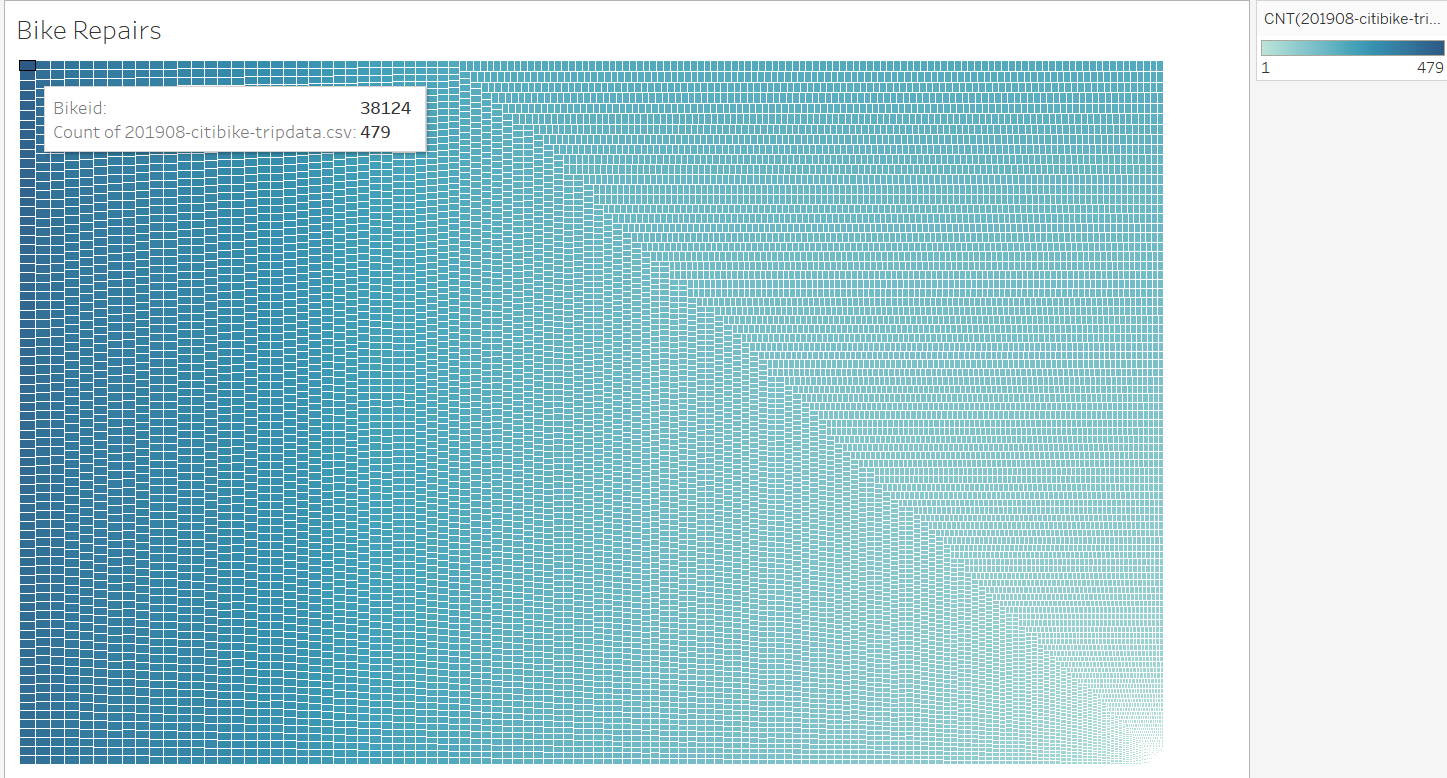 Bike Repairs
CNT(201908-citibike-tri...
1 479
Bikeid: 38124
Count of 201908-citibike-tripdata.csv: 479